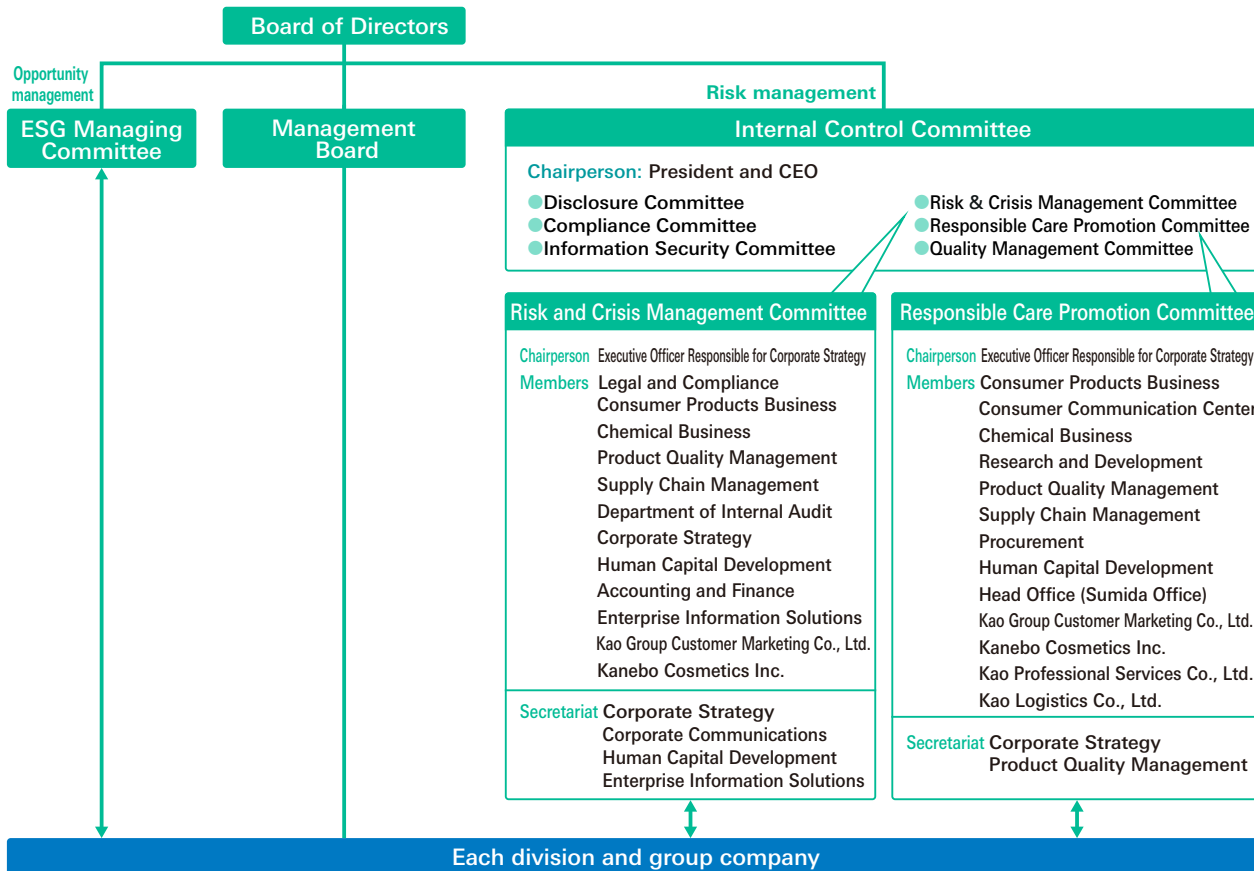 Board of Directors
Opportunity
management
Risk management
ESG Managing
Committee
Management
Board
Internal Control Committee
Chairperson: President and CEO
Disclosure Committee
Compliance Committee
Information Security Committee
Risk & Crisis Management Committee
Responsible Care Promotion Committee
Quality Management Committee
Risk and Crisis Management Committee
Chairperson Executive Officer Responsible for Corporate Strategy
Members Legal and Compliance
Consumer Products Business
Chemical Business
Product Quality Management
Supply Chain Management
Department of Internal Audit
Corporate Strategy
Human Capital Development
Accounting and Finance
Enterprise Information Solutions
Kao Group Customer Marketing Co., Ltd.
Kanebo Cosmetics Inc.
Secretariat Corporate Strategy
Corporate Communications
Human Capital Development
Enterprise Information Solutions
Responsible Care Promotion Committee
Chairperson Executive Officer Responsible for Corporate Strategy
Members Consumer Products Business
Consumer Communication Center
Chemical Business
Research and Development
Product Quality Management
Supply Chain Management
Procurement
Human Capital Development
Head Office (Sumida Office)
Kao Group Customer Marketing Co., Ltd.
Kanebo Cosmetics Inc.
Kao Professional Services Co., Ltd.
Kao Logistics Co., Ltd.
Secretariat Corporate Strategy
Product Quality Management
Each division and group company